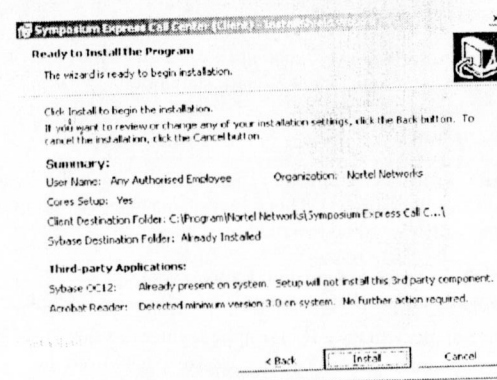 Symposium Express Call Center (Client) - InstallShield
Ready to Install the Program
The wizard is ready to begin installation.
Click Install to begin the installation.
If you want to review or change any of your installation settings, click the Back button. To
cancel the installation, click the Cancel button.
Summary:
User Name: Any Authorised Employee Organization: Nortel Networks
Cores Setup: Yes
Client Destination Folder: C:\Program\Nortel Networks\Symposium Express Call C...\
Sybase Destination Folder: Already Installed
Third-party Applications:
Sybase OC12: Already present on system. Setup will not install this 3rd party component.
Acrobat Reader: Detected minimum version 3.0 on system. No further action required.
< Back Install Cancel